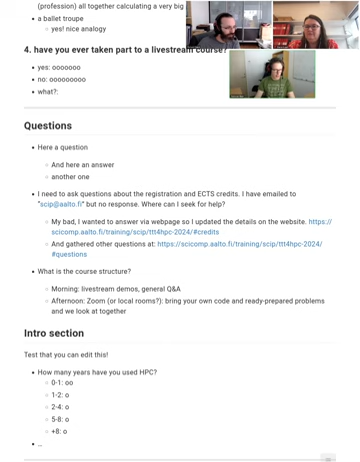 (profession) all together calculating a very big
a ballet troupe
yes! nice analogy
4. have you ever taken part to a livestream course?
yes: ooooooo
no: ooooooooo
what?:
Questions
Here a question
And here an answer
another one
I need to ask questions about the registration and ECTS credits. I have emailed to
"scip@aalto.fi" but no response. Where can I seek for help?
My bad, I wanted to answer via webpage so I updated the details on the website. https://
scicomp.aalto.fi/training/scip/ttt4hpc-2024/#credits
And gathered other questions at: https://scicomp.aalto.fi/training/scip/ttt4hpc-2024/
#questions
What is the course structure?
Morning: livestream demos, general Q&A
Afternoon: Zoom (or local rooms?): bring your own code and ready-prepared problems
and we look at together
Intro section
Test that you can edit this!
How many years have you used HPC?
0-1: oo
1-2: o
2-4: o
5-8: o
+8: o
..